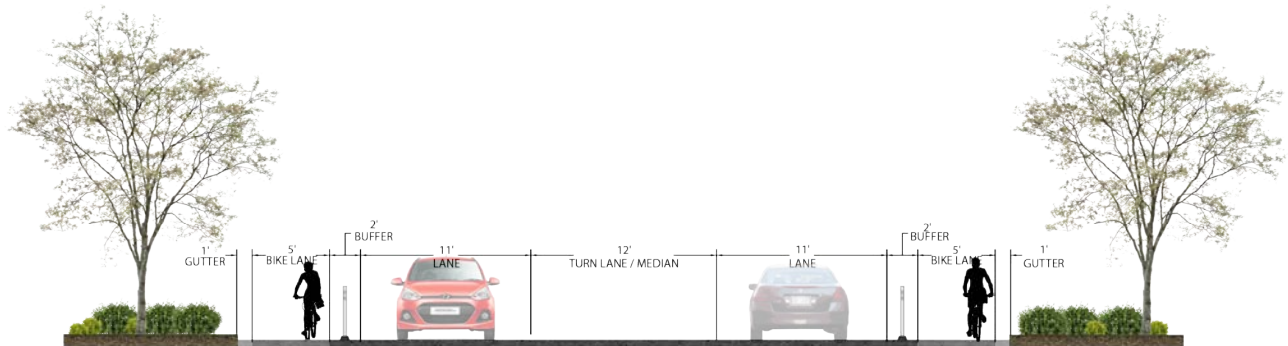 1'
GUTTER
5'
BIKE LANE
2'
BUFFER
11'
LANE
12'
TURN LANE / MEDIAN
11'
LANE
2'
BUFFER
5'
BIKE LANE
1'
GUTTER